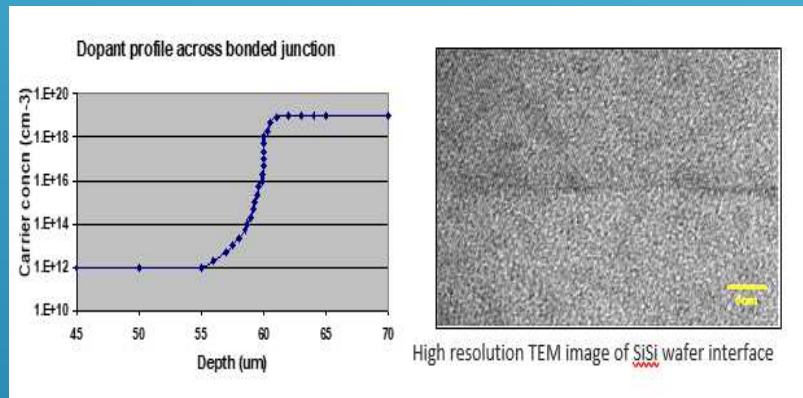 Dopant profile across bonded junction
Carrier concn (cm-3)
1.E+20
1.E+18
1.E+16
1.E+14
1.E+12
1.E+10
45 50 55 60 65 70
Depth (um)
High resolution TEM image of SiSi wafer interface